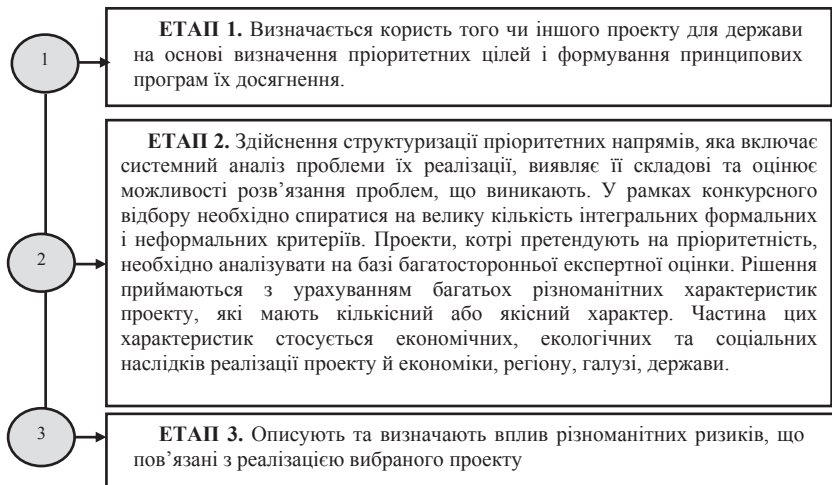 1
ЕТАП 1. Визначається користь того чи іншого проекту для держави
на основі визначення пріоритетних цілей і формування принципових
програм їх досягнення.
2
ЕТАП 2. Здійснення структуризації пріоритетних напрямів, яка включає
системний аналіз проблеми їх реалізації, виявляє її складові та оцінює
можливості розв’язання проблем, що виникають. У рамках конкурсного
відбору необхідно спиратися на велику кількість інтегральних формальних
і неформальних критеріїв. Проекти, котрі претендують на пріоритетність,
необхідно аналізувати на базі багатосторонньої експертної оцінки. Рішення
приймаються з урахуванням багатьох різноманітних характеристик
проекту, які мають кількісний або якісний характер. Частина цих
характеристик стосується економічних, екологічних та соціальних
наслідків реалізації проекту й економіки, регіону, галузі, держави.
3
ЕТАП 3. Описують та визначають вплив різноманітних ризиків, що
пов’язані з реалізацією вибраного проекту